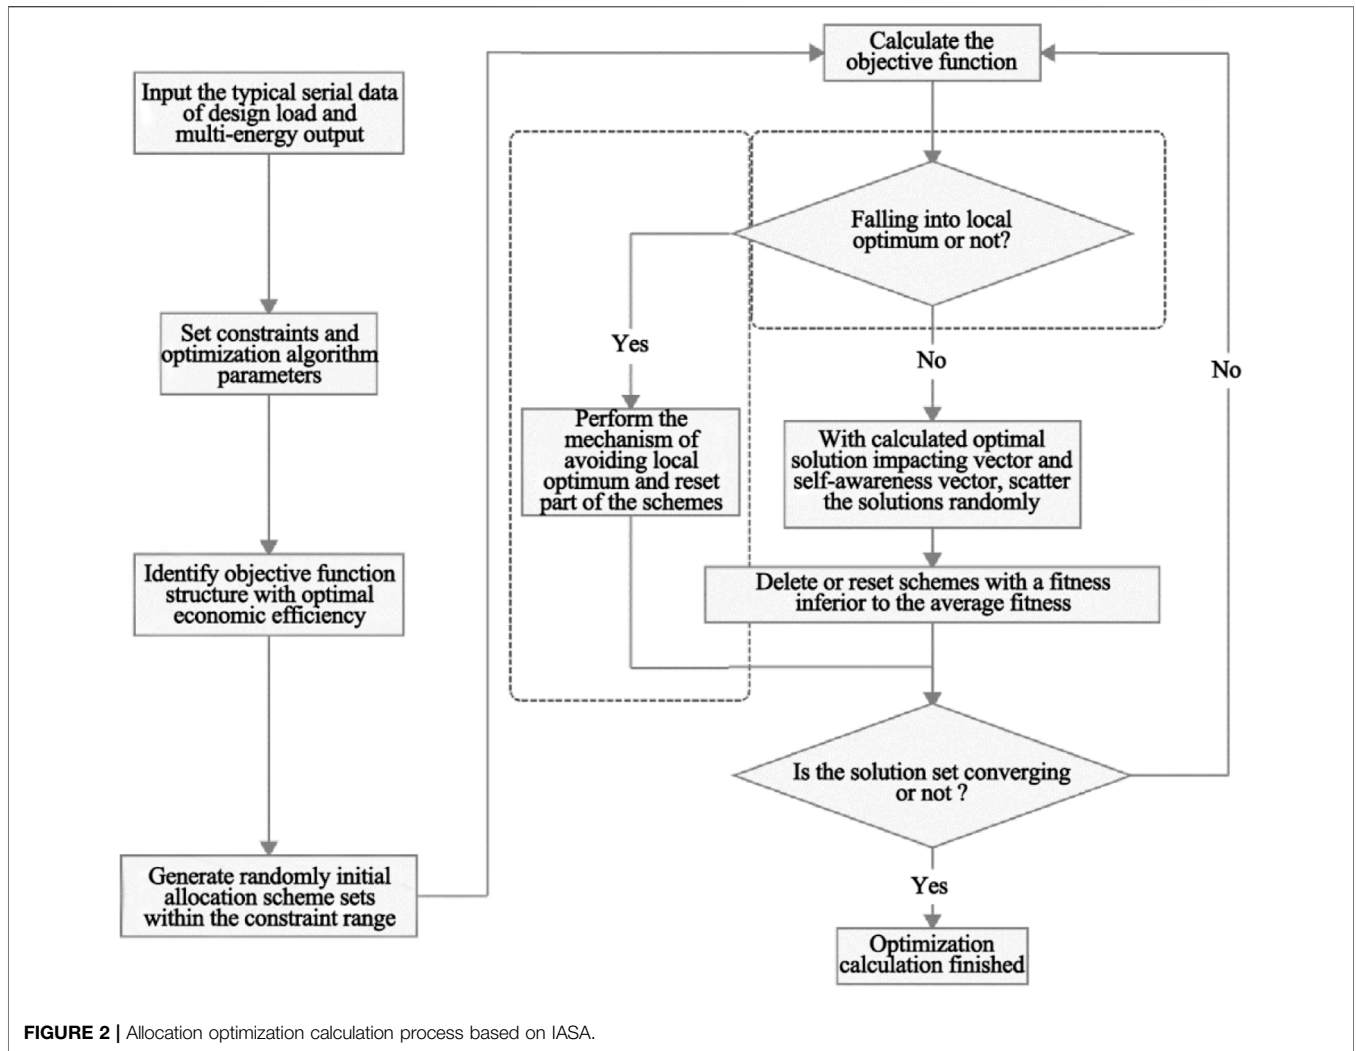 Input the typical serial data
of design load and
multi-energy output
Set constraints and
optimization algorithm
parameters
Identify objective function
structure with optimal
economic efficiency
Generate randomly initial
allocation scheme sets
within the constraint range
Calculate the
objective function
Falling into local
optimum or not?
Yes
No
No
Perform the
mechanism of
avoiding local
optimum and reset
part of the schemes
With calculated optimal
solution impacting vector and
self-awareness vector, scatter
the solutions randomly
Delete or reset schemes with a fitness
inferior to the average fitness
Is the solution set converging
or not ?
Yes
Optimization
calculation finished
FIGURE 2 | Allocation optimization calculation process based on IASA.